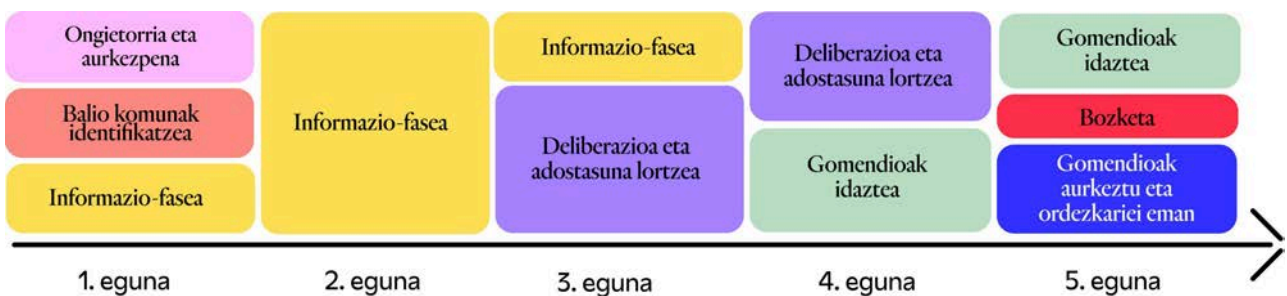 Ongietorria eta
aurkezpena
Balio komunak
identifikatzea
Informazio-fasea
Informazio-fasea
Informazio-fasea
Deliberazioa eta
adostasuna lortzea
Deliberazioa eta
adostasuna lortzea
Gomendioak
idaztea
Gomendioak
idaztea
Bozketa
Gomendioak
aurkeztu eta
ordezkariei eman
1. eguna
2. eguna
3. eguna
4. eguna
5. eguna